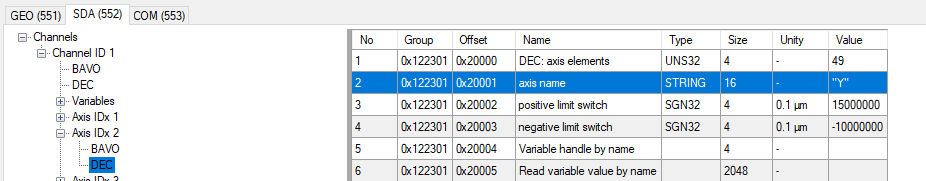 GEO (551) SDA (552) COM (553)
Channels
Channel ID 1
BAVO
DEC
Variables
Axis IDx 1
Axis IDx 2
BAVO
DEC
No Group Offset Name Type Size Unity Value
1 0x122301 0x20000 DEC: axis elements UNS32 4 - 49
2 0x122301 0x20001 axis name STRING 16 - "Y"
3 0x122301 0x20002 positive limit switch SGN32 4 0.1 µm 15000000
4 0x122301 0x20003 negative limit switch SGN32 4 0.1 µm -10000000
5 0x122301 0x20004 Variable handle by name 4 -
6 0x122301 0x20005 Read variable value by name 2048 -